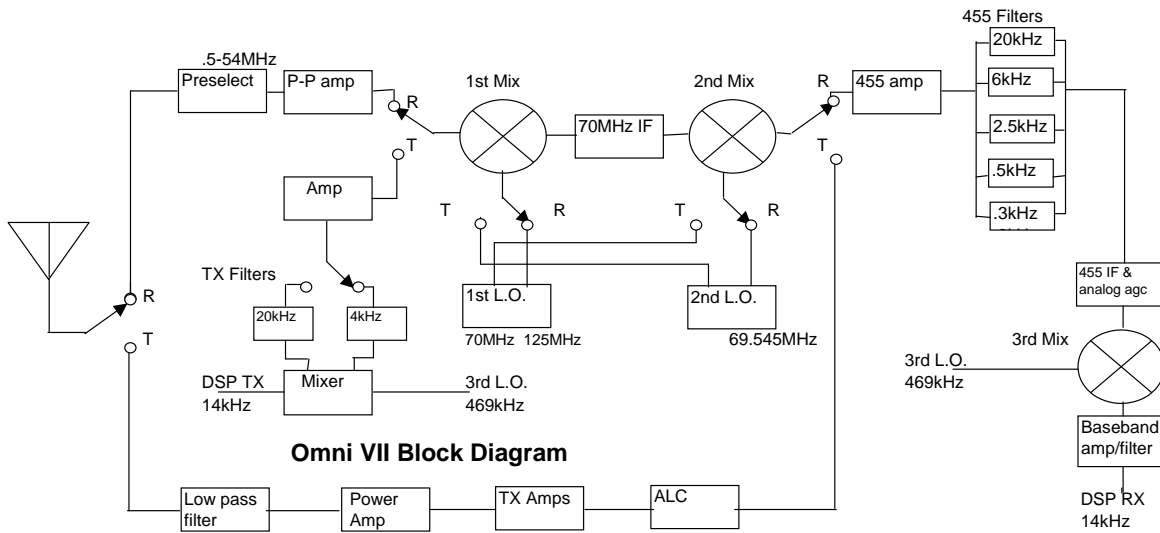 455 Filters
20kHz
.5-54MHz
Preselect
P-P amp
1st Mix
2nd Mix
R
455 amp
6kHz
R
70MHz IF
2.5kHz
T
T
Amp
.5kHz
T
R
T
R
.3kHz
TX Filters
455 IF &
analog agc
R
20kHz
4kHz
1st L.O.
2nd L.O.
T
70MHz
125MHz
69.545MHz
3rd Mix
DSP TX
14kHz
Mixer
3rd L.O.
469kHz
3rd L.O.
469kHz
Baseband
amp/filter
Omni VII Block Diagram
Low pass
filter
Power
Amp
TX Amps
ALC
DSP RX
14kHz